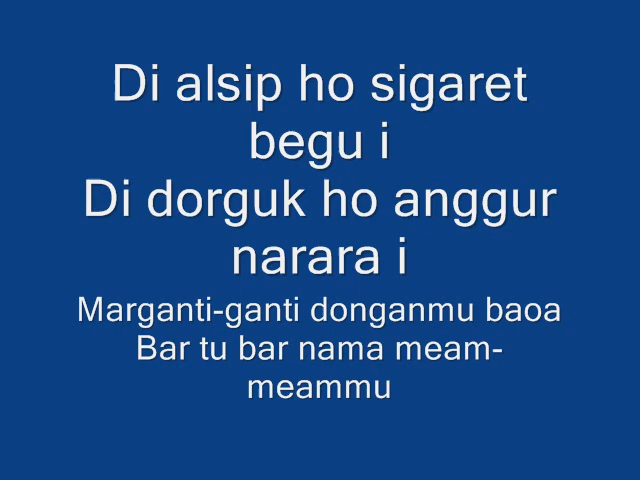 Di alsip ho sigaret
begu i
Di dorguk ho anggur
narara i
Marganti-ganti donganmu baoa
Bar tu bar nama meam-
meammu